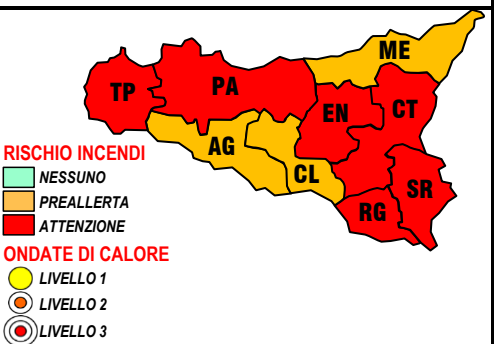 ME
TP
PA
EN
CT
AG
CL
SR
RG
RISCHIO INCENDI
NESSUNO
PREALLERTA
ATTENZIONE
ONDATE DI CALORE
LIVELLO 1
LIVELLO 2
LIVELLO 3